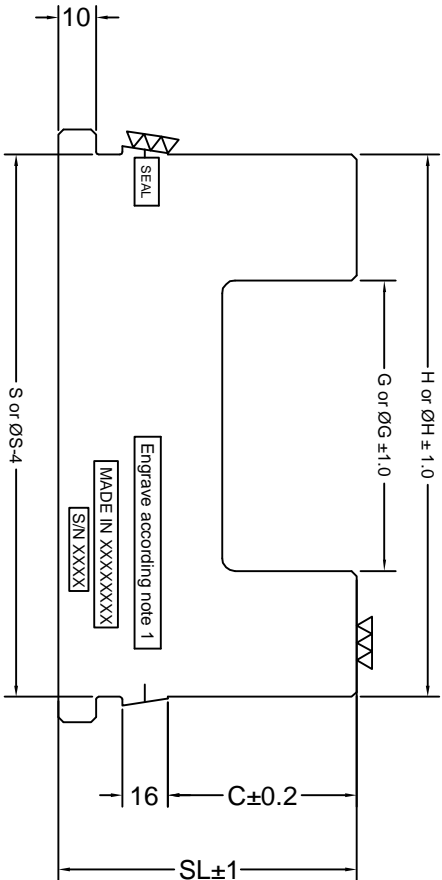 10
SEAL
H or ØH ± 1.0
G or ØG ±1.0
S or ØS-4
Engrave according note 1
MADE IN XXXXXXXX
S/N XXXX
16
C±0.2
SL±1